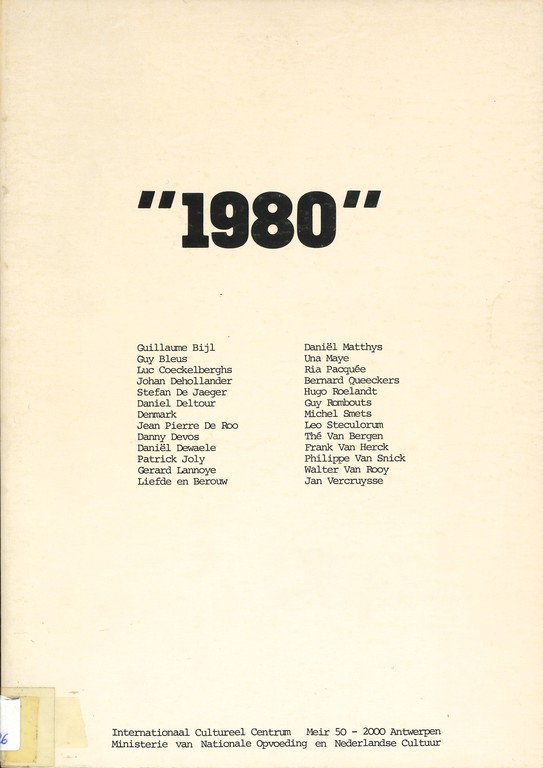 "1980"
Guillaume Bijl
Guy Bleus
Luc Coeckelberghs
Johan Dehollander
Stefan De Jaeger
Daniel Deltour
Denmark
Jean Pierre De Roo
Danny Devos
Daniël Dewaele
Patrick Joly
Gerard Lannoye
Liefde en Berouw
Daniël Matthys
Una Maye
Ria Pacquée
Bernard Queeckers
Hugo Roelandt
Guy Rombouts
Michel Smets
Leo Steculorum
Thé Van Bergen
Frank Van Herck
Philippe Van Snick
Walter Van Rooy
Jan Vercruysse
Internationaal Cultureel Centrum Meir 50 - 2000 Antwerpen
Ministerie van Nationale Opvoeding en Nederlandse Cultuur